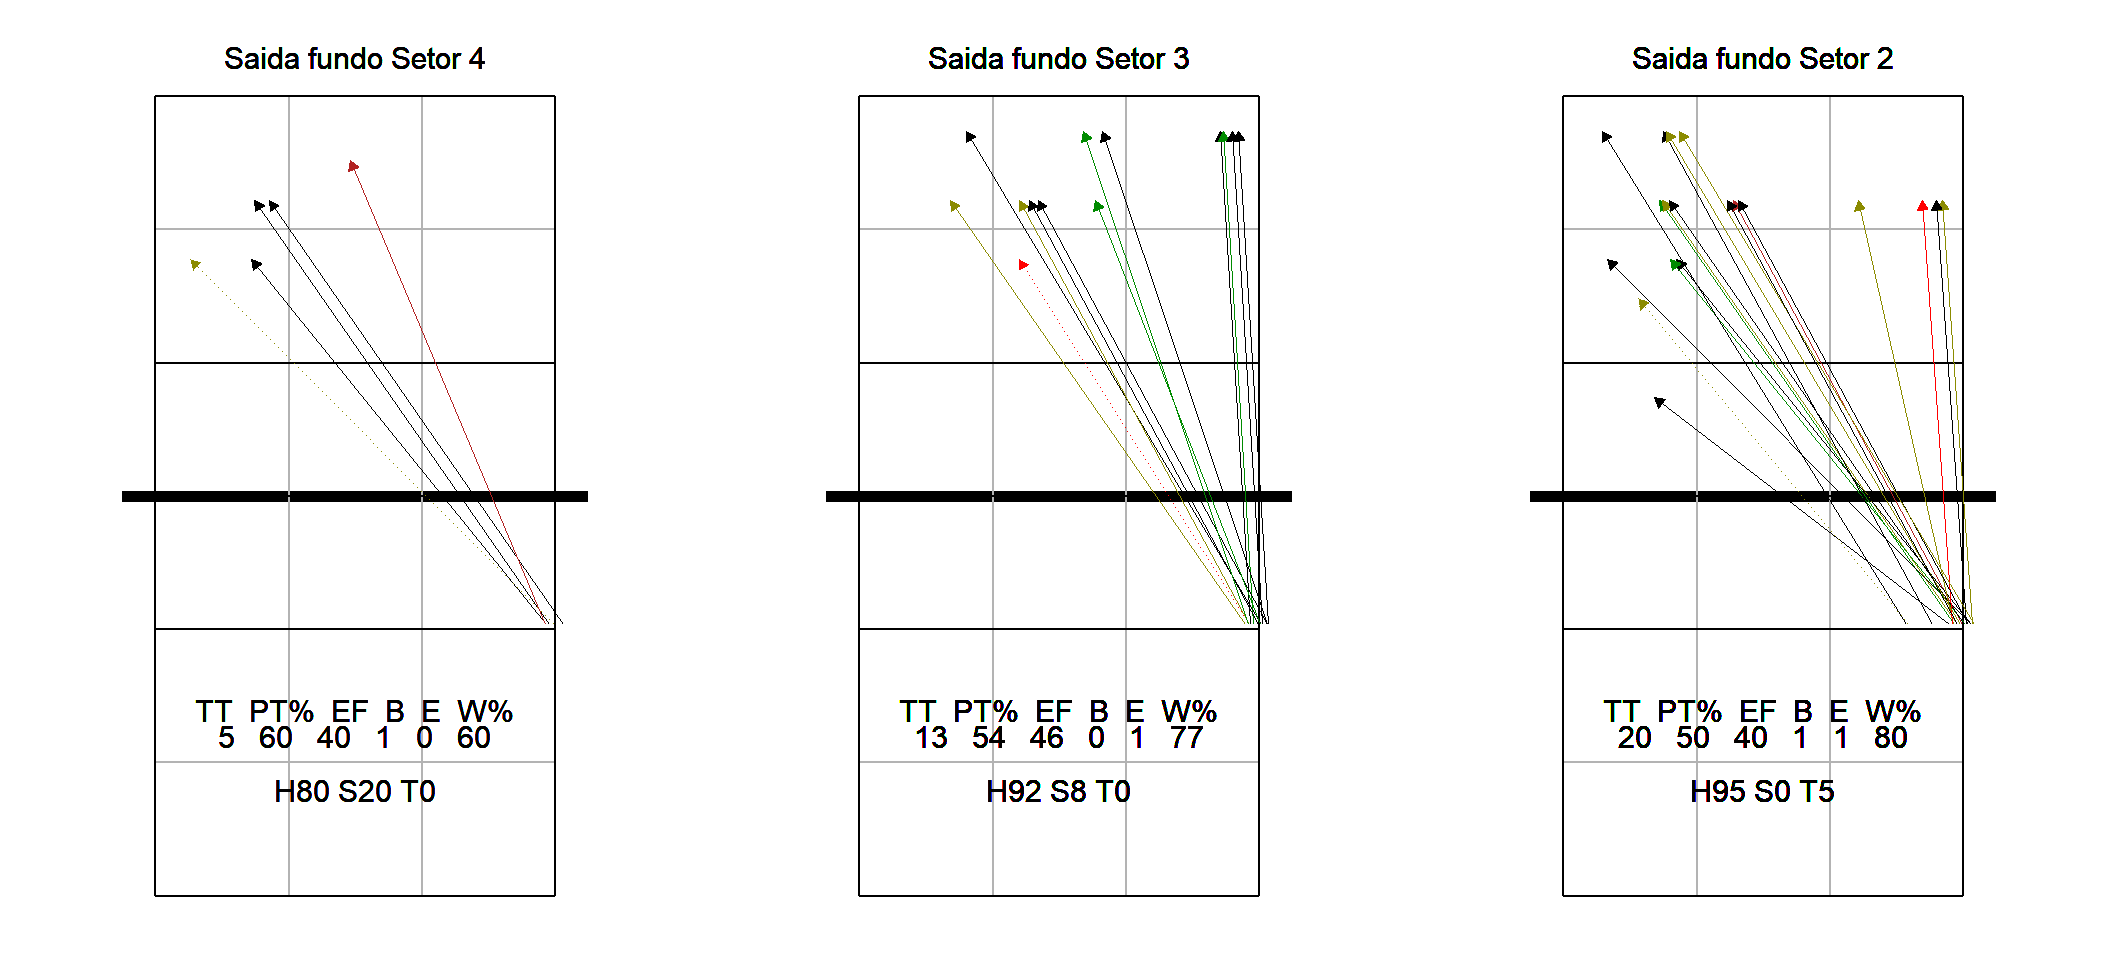 Saida fundo Setor 4
TT PT% EF B E W%
5 60 40 1 0 60
H80 S20 T0
Saida fundo Setor 3
TT PT% EF B E W%
13 54 46 0 1 77
H92 S8 T0
Saida fundo Setor 2
TT PT% EF B E W%
20 50 40 1 1 80
H95 S0 T5